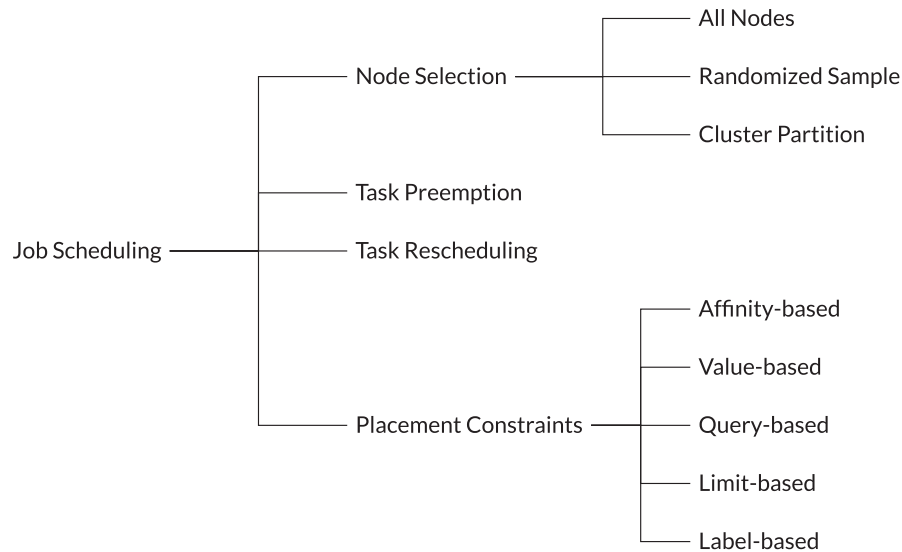 All Nodes
Node Selection
Randomized Sample
Cluster Partition
Task Preemption
Job Scheduling
Task Rescheduling
Affinity-based
Value-based
Placement Constraints
Query-based
Limit-based
Label-based